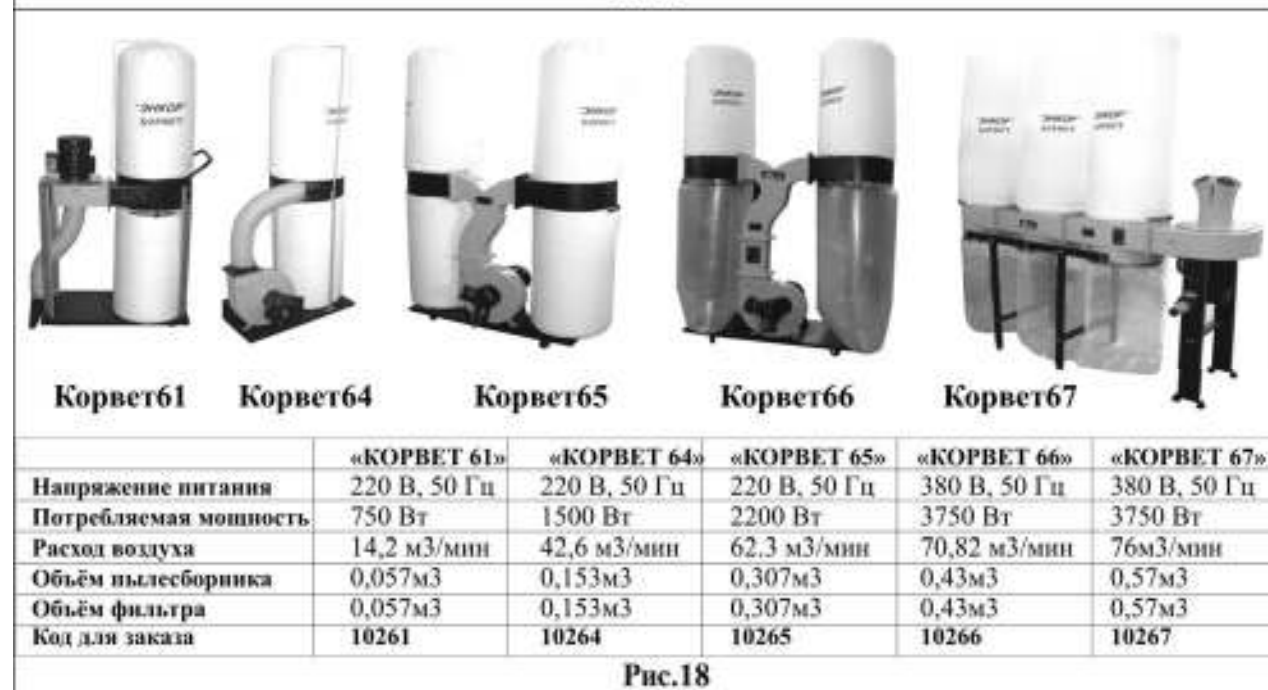 "ЭНКОР"
КОРВЕТ
Корвет61 Корвет64 Корвет65 Корвет66 Корвет67
«КОРВЕТ 61» «КОРВЕТ 64» «КОРВЕТ 65» «КОРВЕТ 66» «КОРВЕТ 67»
Напряжение питания 220 В, 50 Гц 220 В, 50 Гц 220 В, 50 Гц 380 В, 50 Гц 380 В, 50 Гц
Потребляемая мощность 750 Вт 1500 Вт 2200 Вт 3750 Вт 3750 Вт
Расход воздуха 14,2 м3/мин 42,6 м3/мин 62.3 м3/мин 70,82 м3/мин 76м3/мин
Объём пылесборника 0,057м3 0,153м3 0,307м3 0,43м3 0,57м3
Объём фильтра 0,057м3 0,153м3 0,307м3 0,43м3 0,57м3
Код для заказа 10261 10264 10265 10266 10267
Рис.18